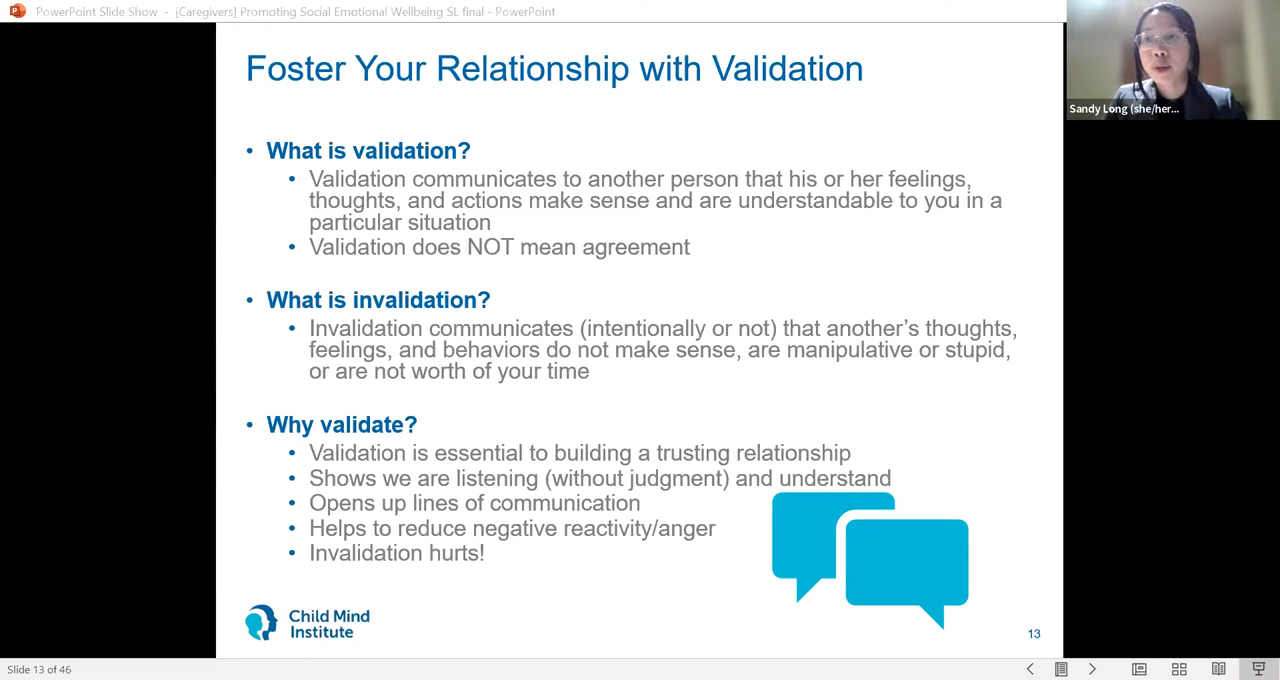 PowerPoint Slide Show - [Caregivers] Promoting Social Emotional Wellbeing SL final - PowerPoint
Foster Your Relationship with Validation
Sandy Long (she/her...
• What is validation?
• Validation communicates to another person that his or her feelings,
thoughts, and actions make sense and are understandable to you in a
particular situation
• Validation does NOT mean agreement
• What is invalidation?
• Invalidation communicates (intentionally or not) that another's thoughts,
feelings, and behaviors do not make sense, are manipulative or stupid,
or are not worth of your time
• Why validate?
• Validation is essential to building a trusting relationship
• Shows we are listening (without judgment) and understand
• Opens up lines of communication
• Helps to reduce negative reactivity/anger
• Invalidation hurts!
Child Mind
Institute
13
Slide 13 of 46